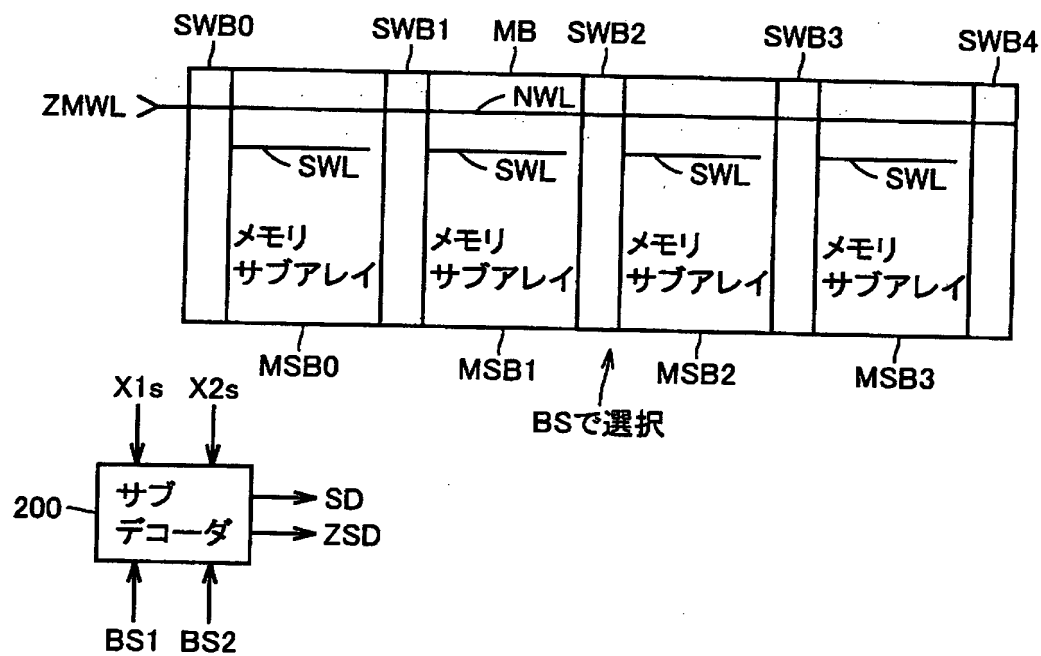 SWB0 SWB1 MB SWB2 SWB3 SWB4
ZMWL NWL
SWL SWL SWL SWL
メモリ
サブアレイ
メモリ
サブアレイ
メモリ
サブアレイ
メモリ
サブアレイ
MSB0 MSB1 MSB2 MSB3
BSで選択
X1s X2s
200
サブ
デコーダ
SD
ZSD
BS1 BS2